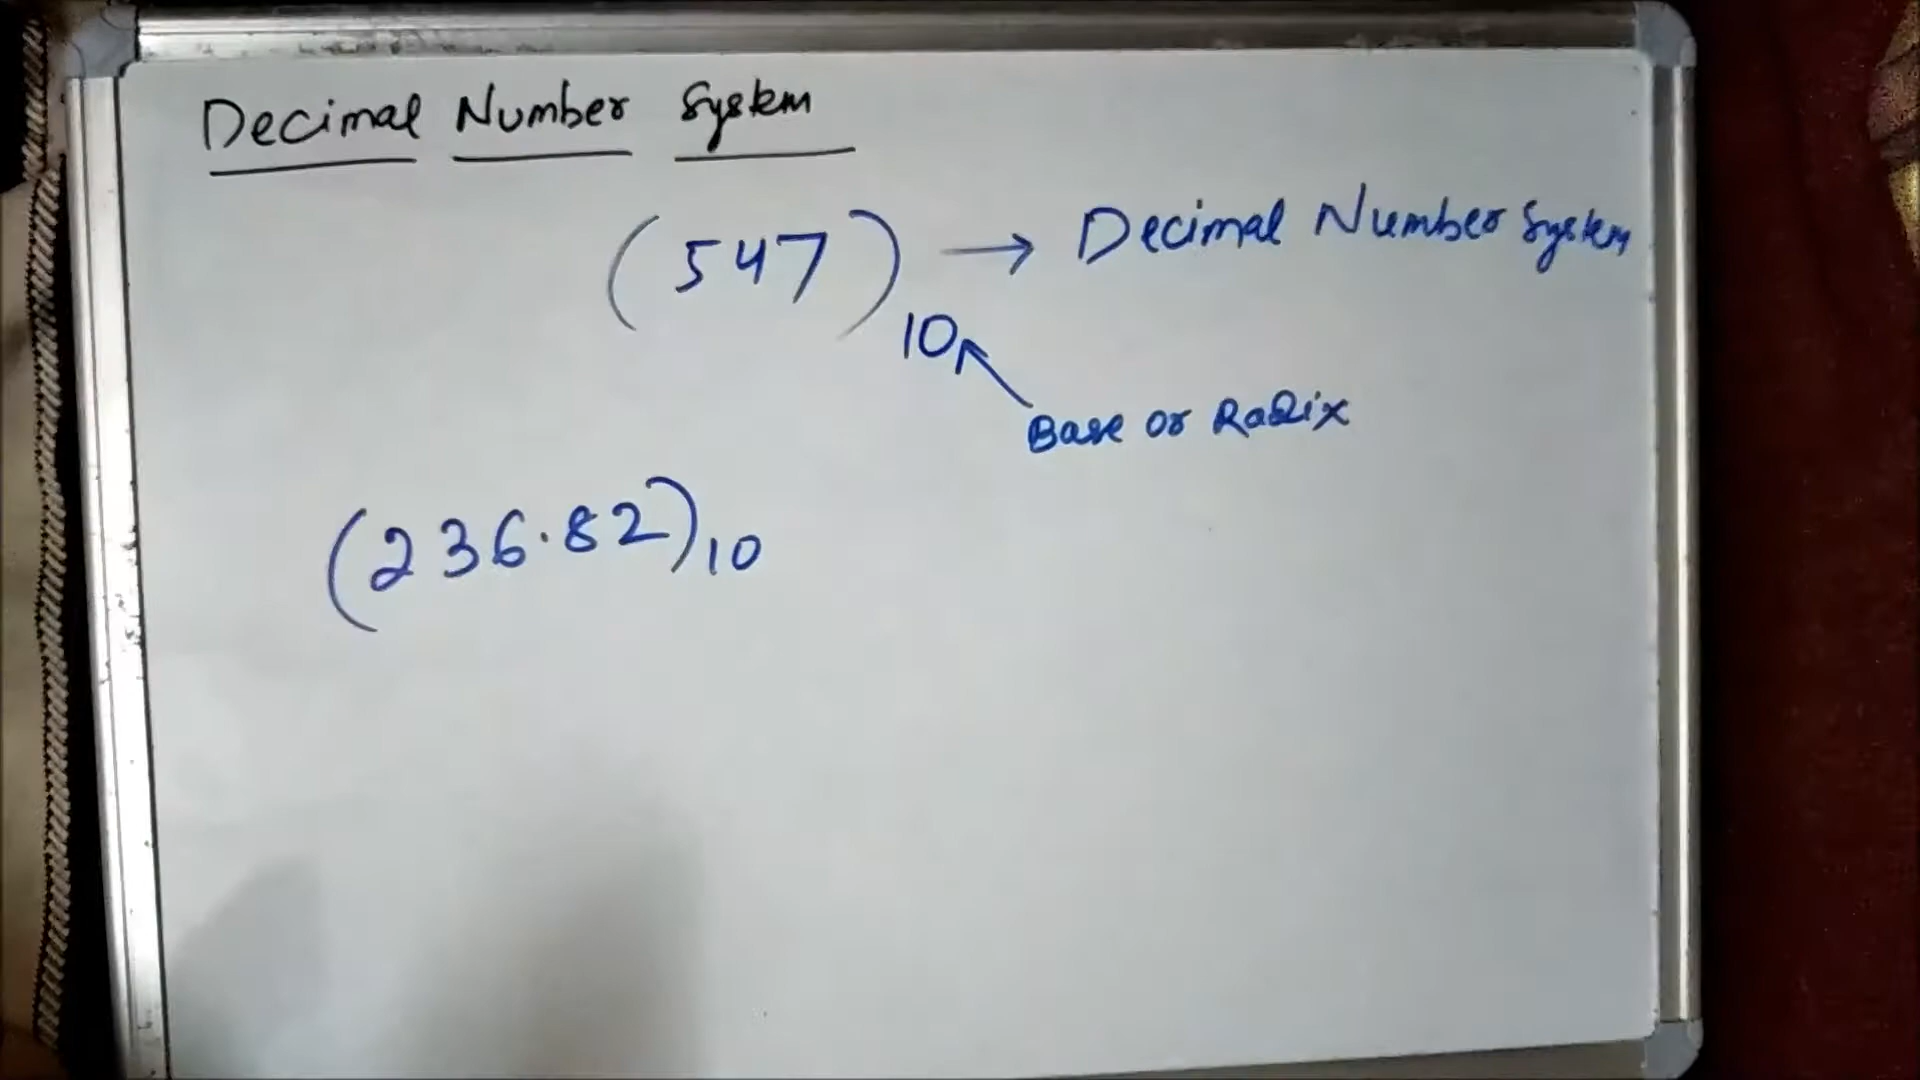 Decimal Number System
(547)10 → Decimal Number System
Base or Radix
(236.82)10